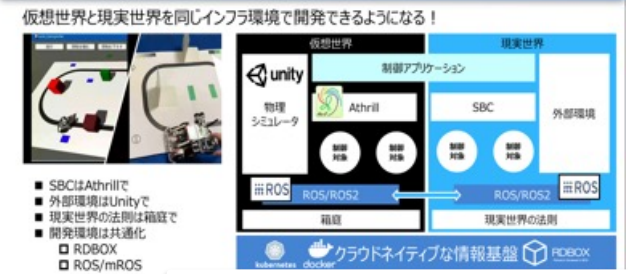 仮想世界と現実世界を同じインフラ環境で開発できるようになる！
仮想世界
現実世界
unity
制御アプリケーション
物理
シミュレータ
Athrill
SBC
外部環境
制御
対象
制御
対象
制御
対象
制御
対象
ROS
ROS/ROS2
ROS/ROS2
ROS
箱庭
現実世界の法則
■ SBCはAthrillで
■ 外部環境はUnityで
■ 現実世界の法則は箱庭で
■ 開発環境は共通化
□ RDBOX
□ ROS/mROS
kubernetes
docker
クラウドネイティブな情報基盤
RDBOX